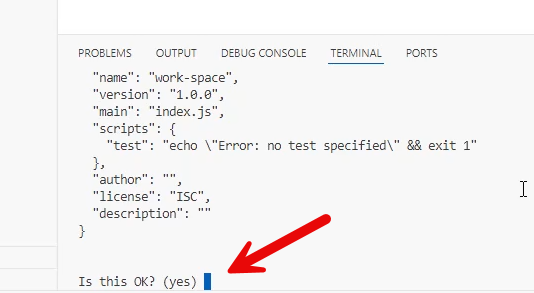 PROBLEMS OUTPUT DEBUG CONSOLE TERMINAL PORTS
"name": "work-space",
"version": "1.0.0",
"main": "index.js",
"scripts": {
"test": "echo \"Error: no test specified\" && exit 1"
},
"author": "",
"license": "ISC",
"description": ""
}
Is this OK? (yes)